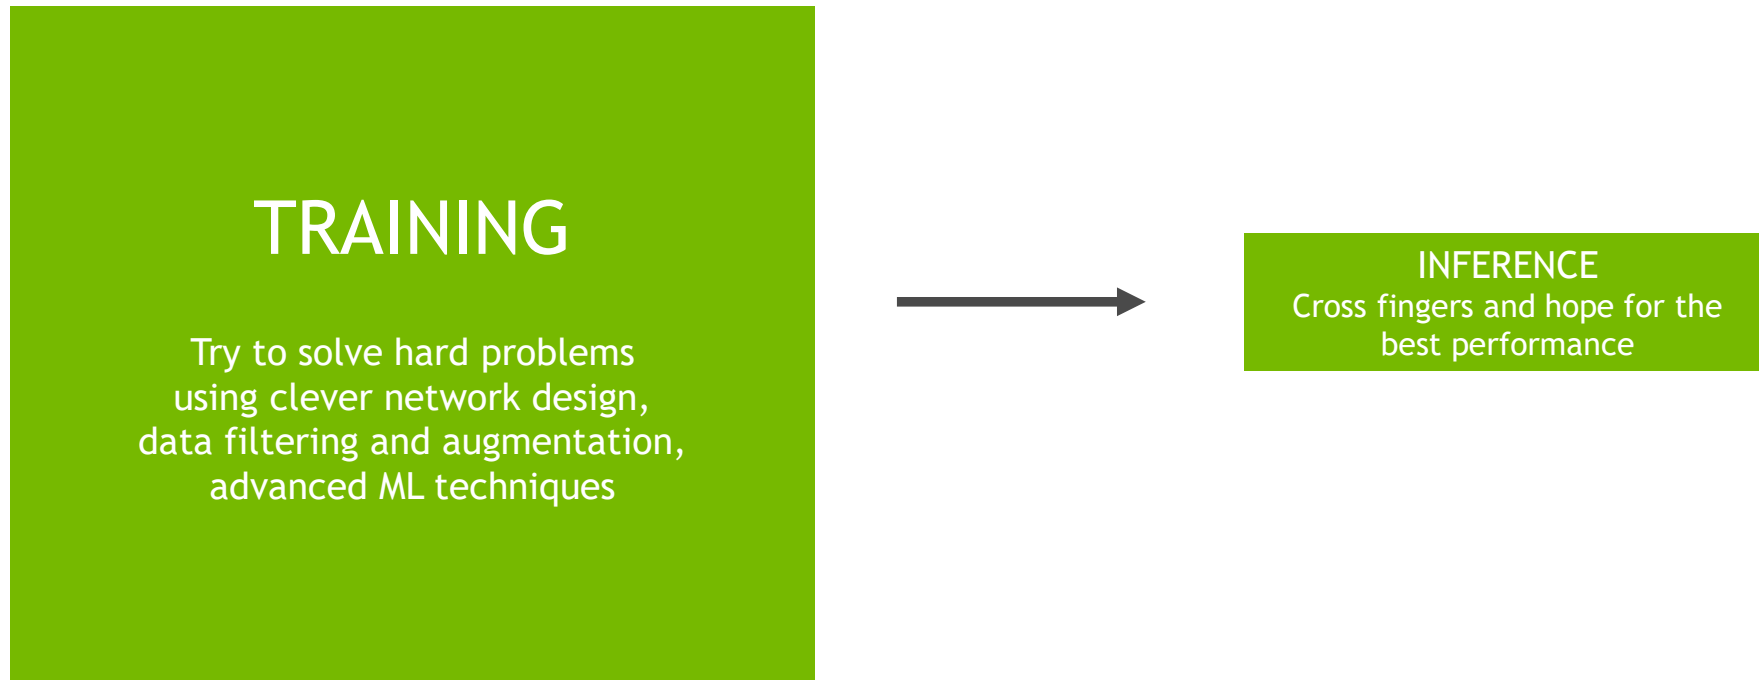 TRAINING
Try to solve hard problems
using clever network design,
data filtering and augmentation,
advanced ML techniques
INFERENCE
Cross fingers and hope for the
best performance